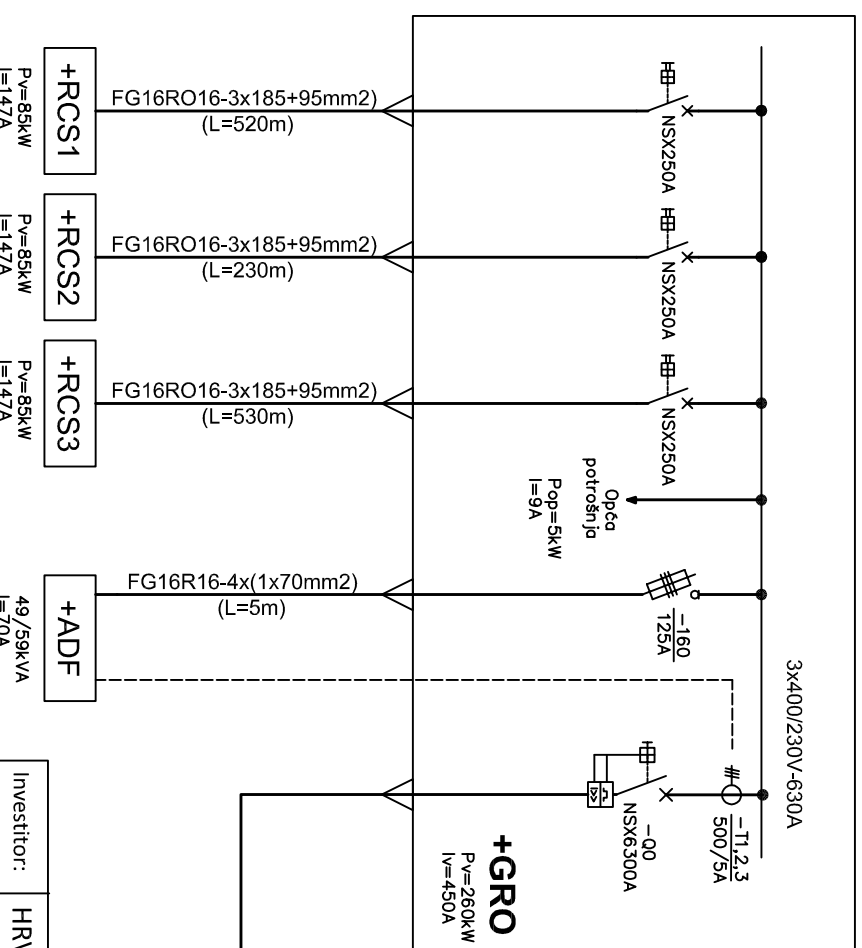 +RCS1
Pv=85kW
I=147A
FG16RO16-3x185+95mm2)
(L=520m)
NSX250A
+RCS2
Pv=85kW
I=147A
FG16RO16-3x185+95mm2)
(L=230m)
NSX250A
+RCS3
Pv=85kW
I=147A
FG16RO16-3x185+95mm2)
(L=530m)
NSX250A
Opća
potrošnja
Pop=5kW
I=9A
+ADF
49/59kVA
I=70A
FG16R16-4x(1x70mm2)
(L=5m)
-160
125A
3x400/230V-630A
-T1,2,3
500/5A
-Q0
NSX6300A
+GRO
Pv=260kW
Iv=450A
Investitor:
HRV